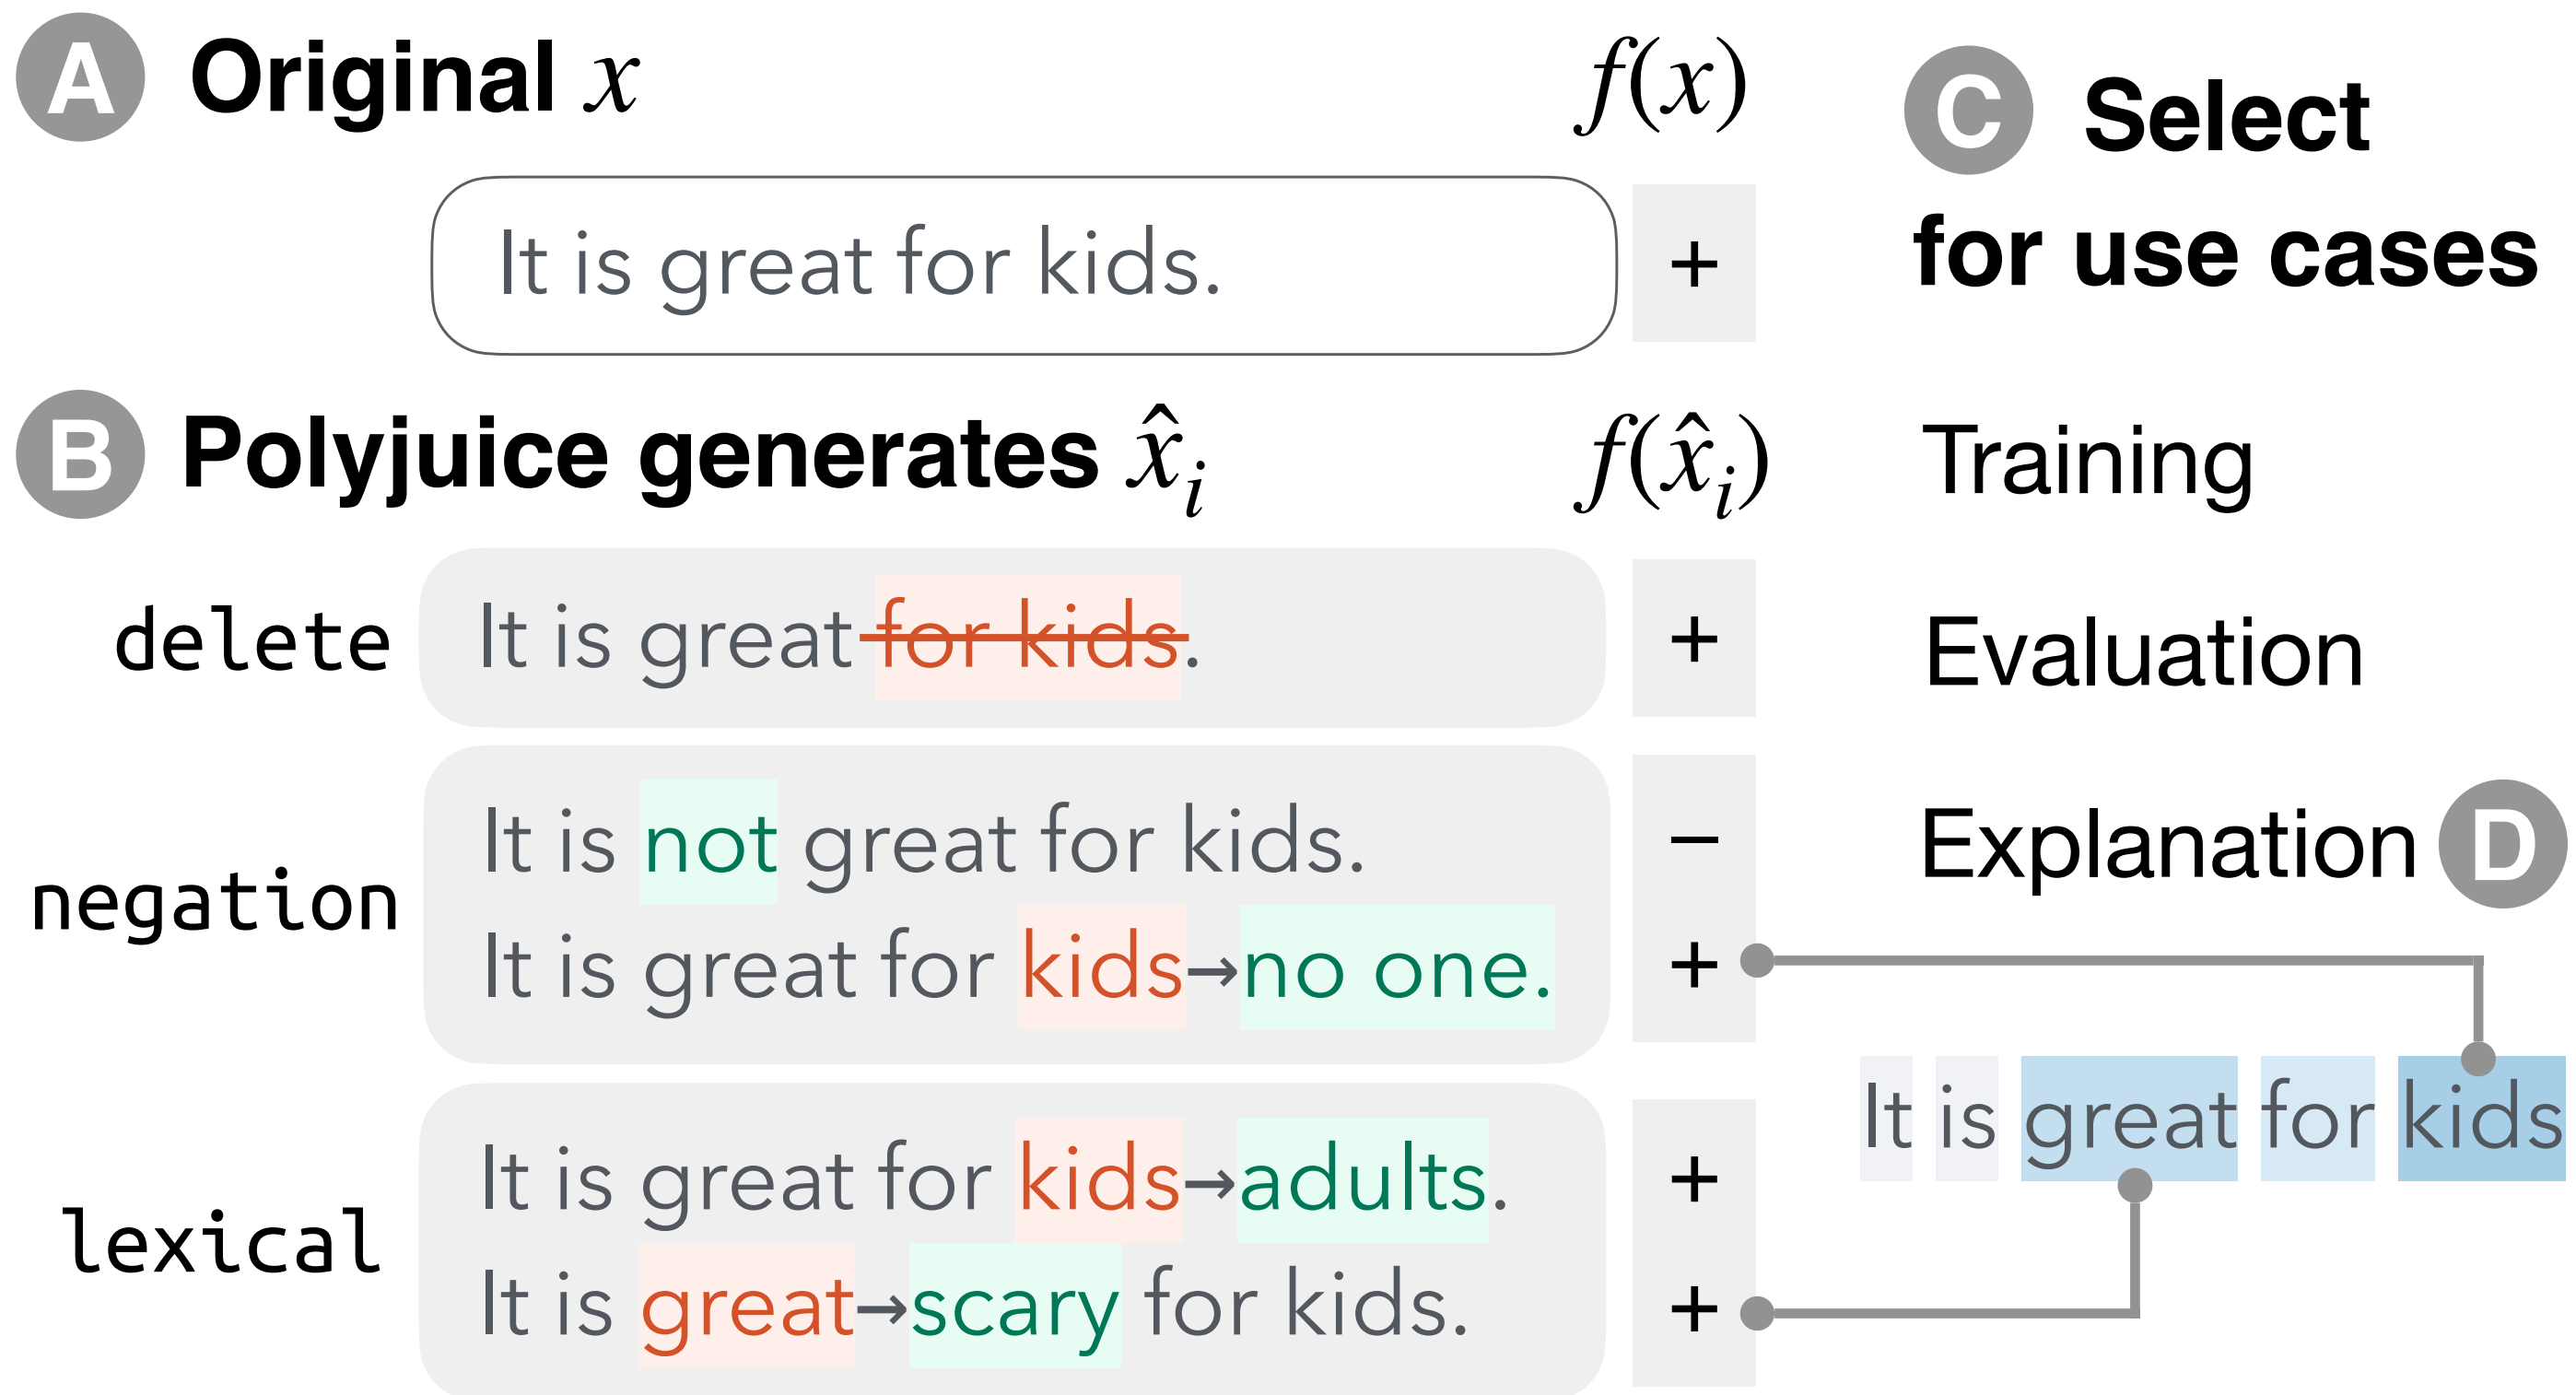 A Original x f(x)
It is great for kids. +
B Polyjuice generates x̂ᵢ f(x̂ᵢ)
delete It is great for kids. +
negation
It is not great for kids. −
It is great for kids→no one. +
lexical
It is great for kids→adults. +
It is great→scary for kids. +
C Select
for use cases
Training
Evaluation
Explanation D
It is great for kids